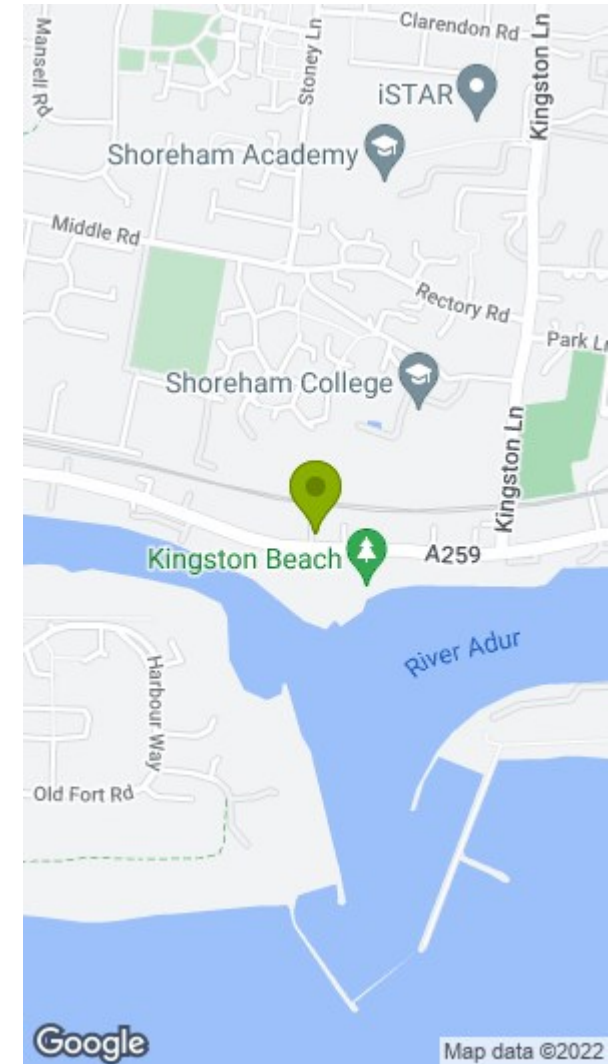 Mansell Rd
Stoney Ln
Clarendon Rd
Kingston Ln
iSTAR
Shoreham Academy
Middle Rd
Rectory Rd
Park Ln
Shoreham College
Kingston Ln
Kingston Beach
A259
River Adur
Harbour Way
Old Fort Rd
Google
Map data ©2022